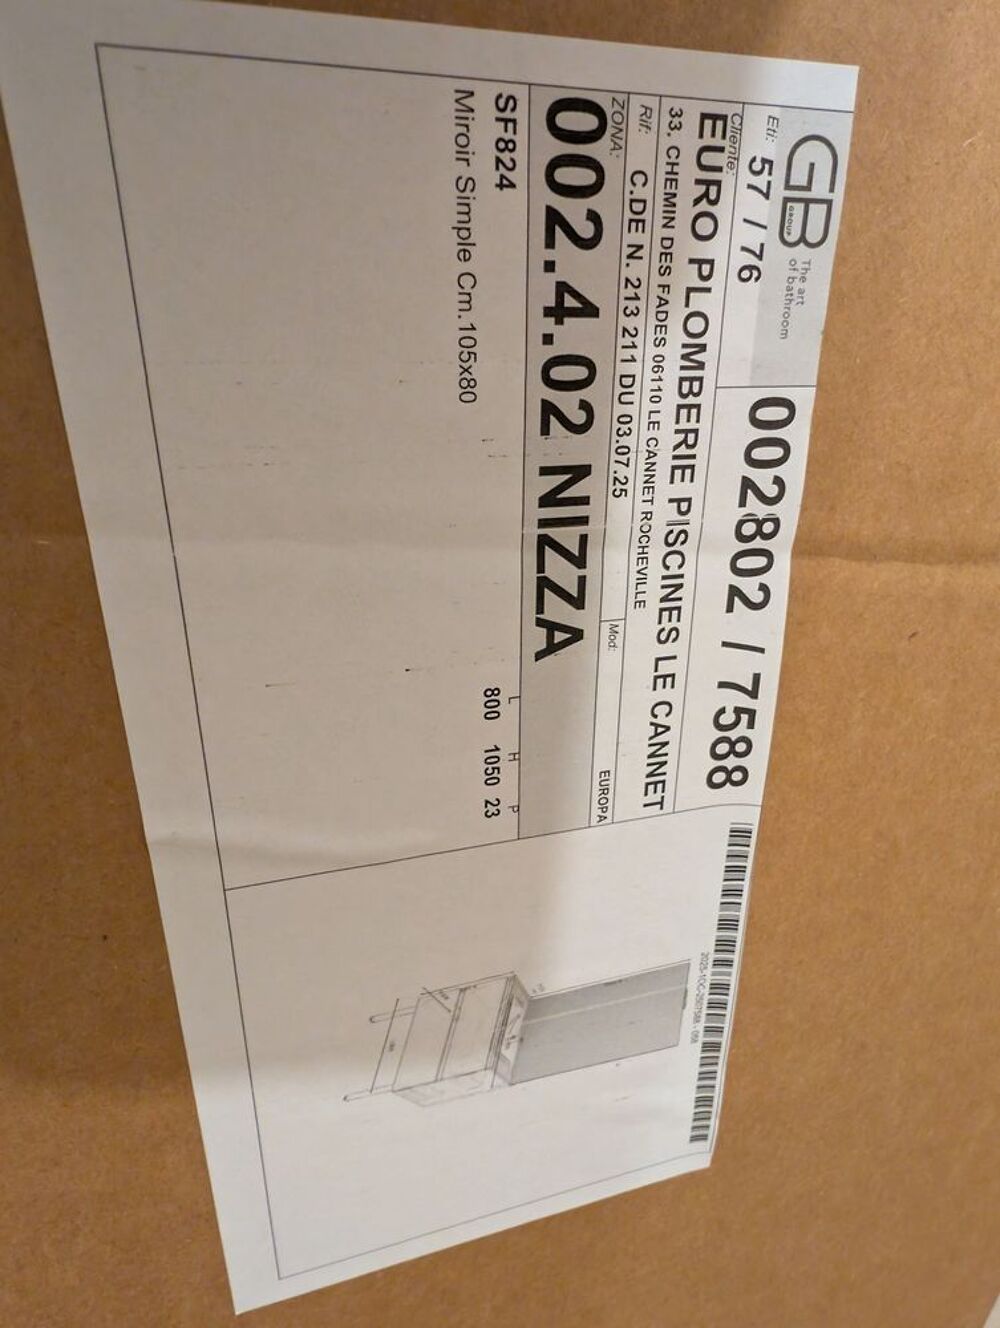 GB GROUP
The art
of bathroom
002802 / 7588
Eti: 57 / 76
Cliente:
EURO PLOMBERIE PISCINES LE CANNET
33, CHEMIN DES FADES 06110 LE CANNET ROCHEVILLE
Rif: C.DE N. 213 211 DU 03.07.25
Mod: EUROPA
ZONA:
002.4.02 NIZZA
L H P
SF824 800 1050 23
Miroir Simple Cm.105x80